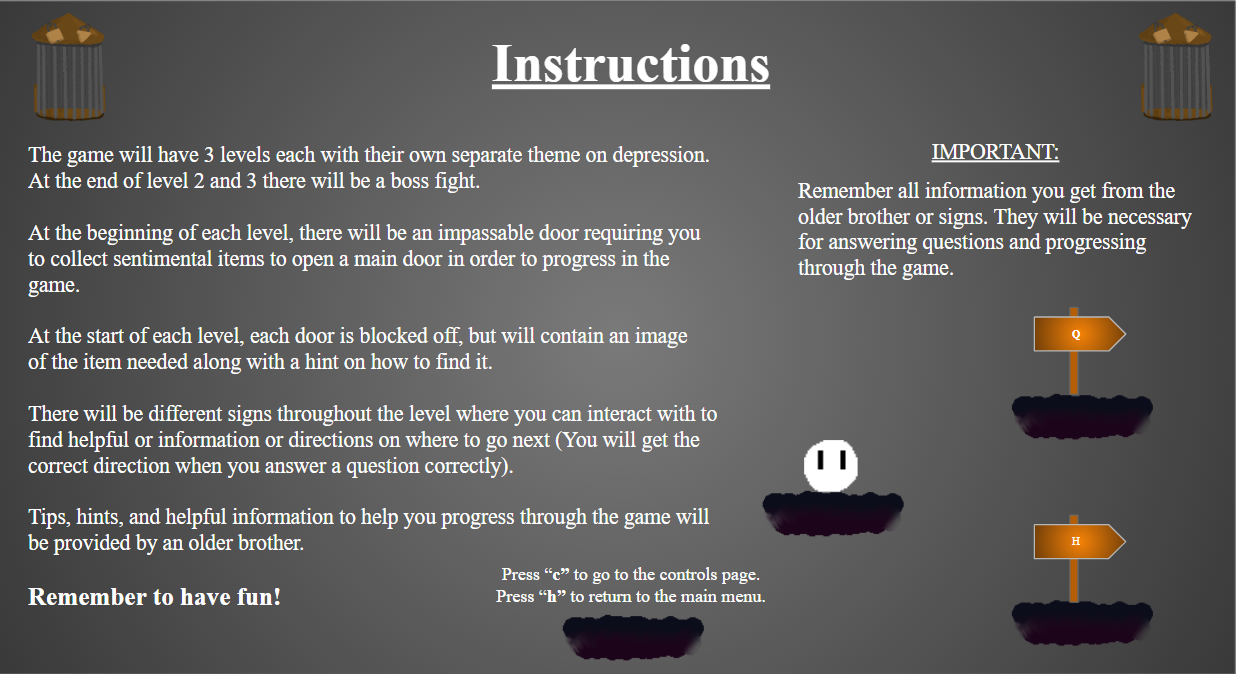 Instructions
The game will have 3 levels each with their own separate theme on depression.
At the end of level 2 and 3 there will be a boss fight.
At the beginning of each level, there will be an impassable door requiring you
to collect sentimental items to open a main door in order to progress in the
game.
At the start of each level, each door is blocked off, but will contain an image
of the item needed along with a hint on how to find it.
There will be different signs throughout the level where you can interact with to
find helpful or information or directions on where to go next (You will get the
correct direction when you answer a question correctly).
Tips, hints, and helpful information to help you progress through the game will
be provided by an older brother.
Remember to have fun!
IMPORTANT:
Remember all information you get from the
older brother or signs. They will be necessary
for answering questions and progressing
through the game.
Q
H
Press “c” to go to the controls page.
Press “h” to return to the main menu.